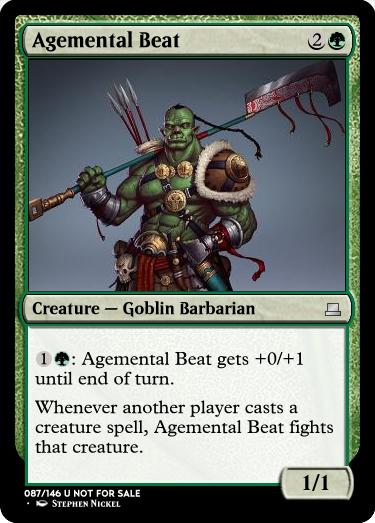 Agemental Beat 2
Creature — Goblin Barbarian
1: Agemental Beat gets +0/+1
until end of turn.
Whenever another player casts a
creature spell, Agemental Beat fights
that creature.
1/1
087/146 U NOT FOR SALE
· STEPHEN NICKEL